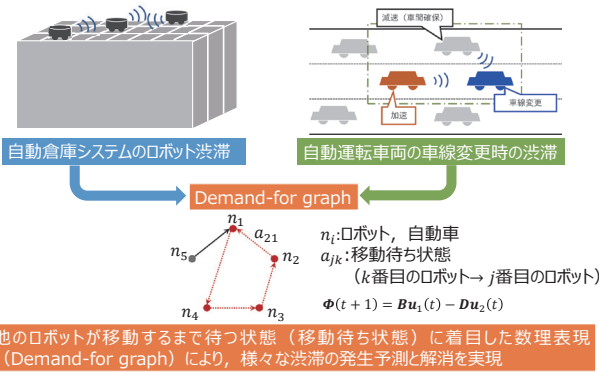 減速（車間確保）
加速
車線変更
自動倉庫システムのロボット渋滞
自動運転車両の車線変更時の渋滞
Demand-for graph
n₁
a₂₁
n₅
n₂
n₄
n₃
nᵢ:ロボット，自動車
aⱼₖ:移動待ち状態
（k番目のロボット→ j番目のロボット）
Φ(t + 1) = Bu₁(t) − Du₂(t)
他のロボットが移動するまで待つ状態（移動待ち状態）に着目した数理表現
（Demand-for graph）により，様々な渋滞の発生予測と解消を実現